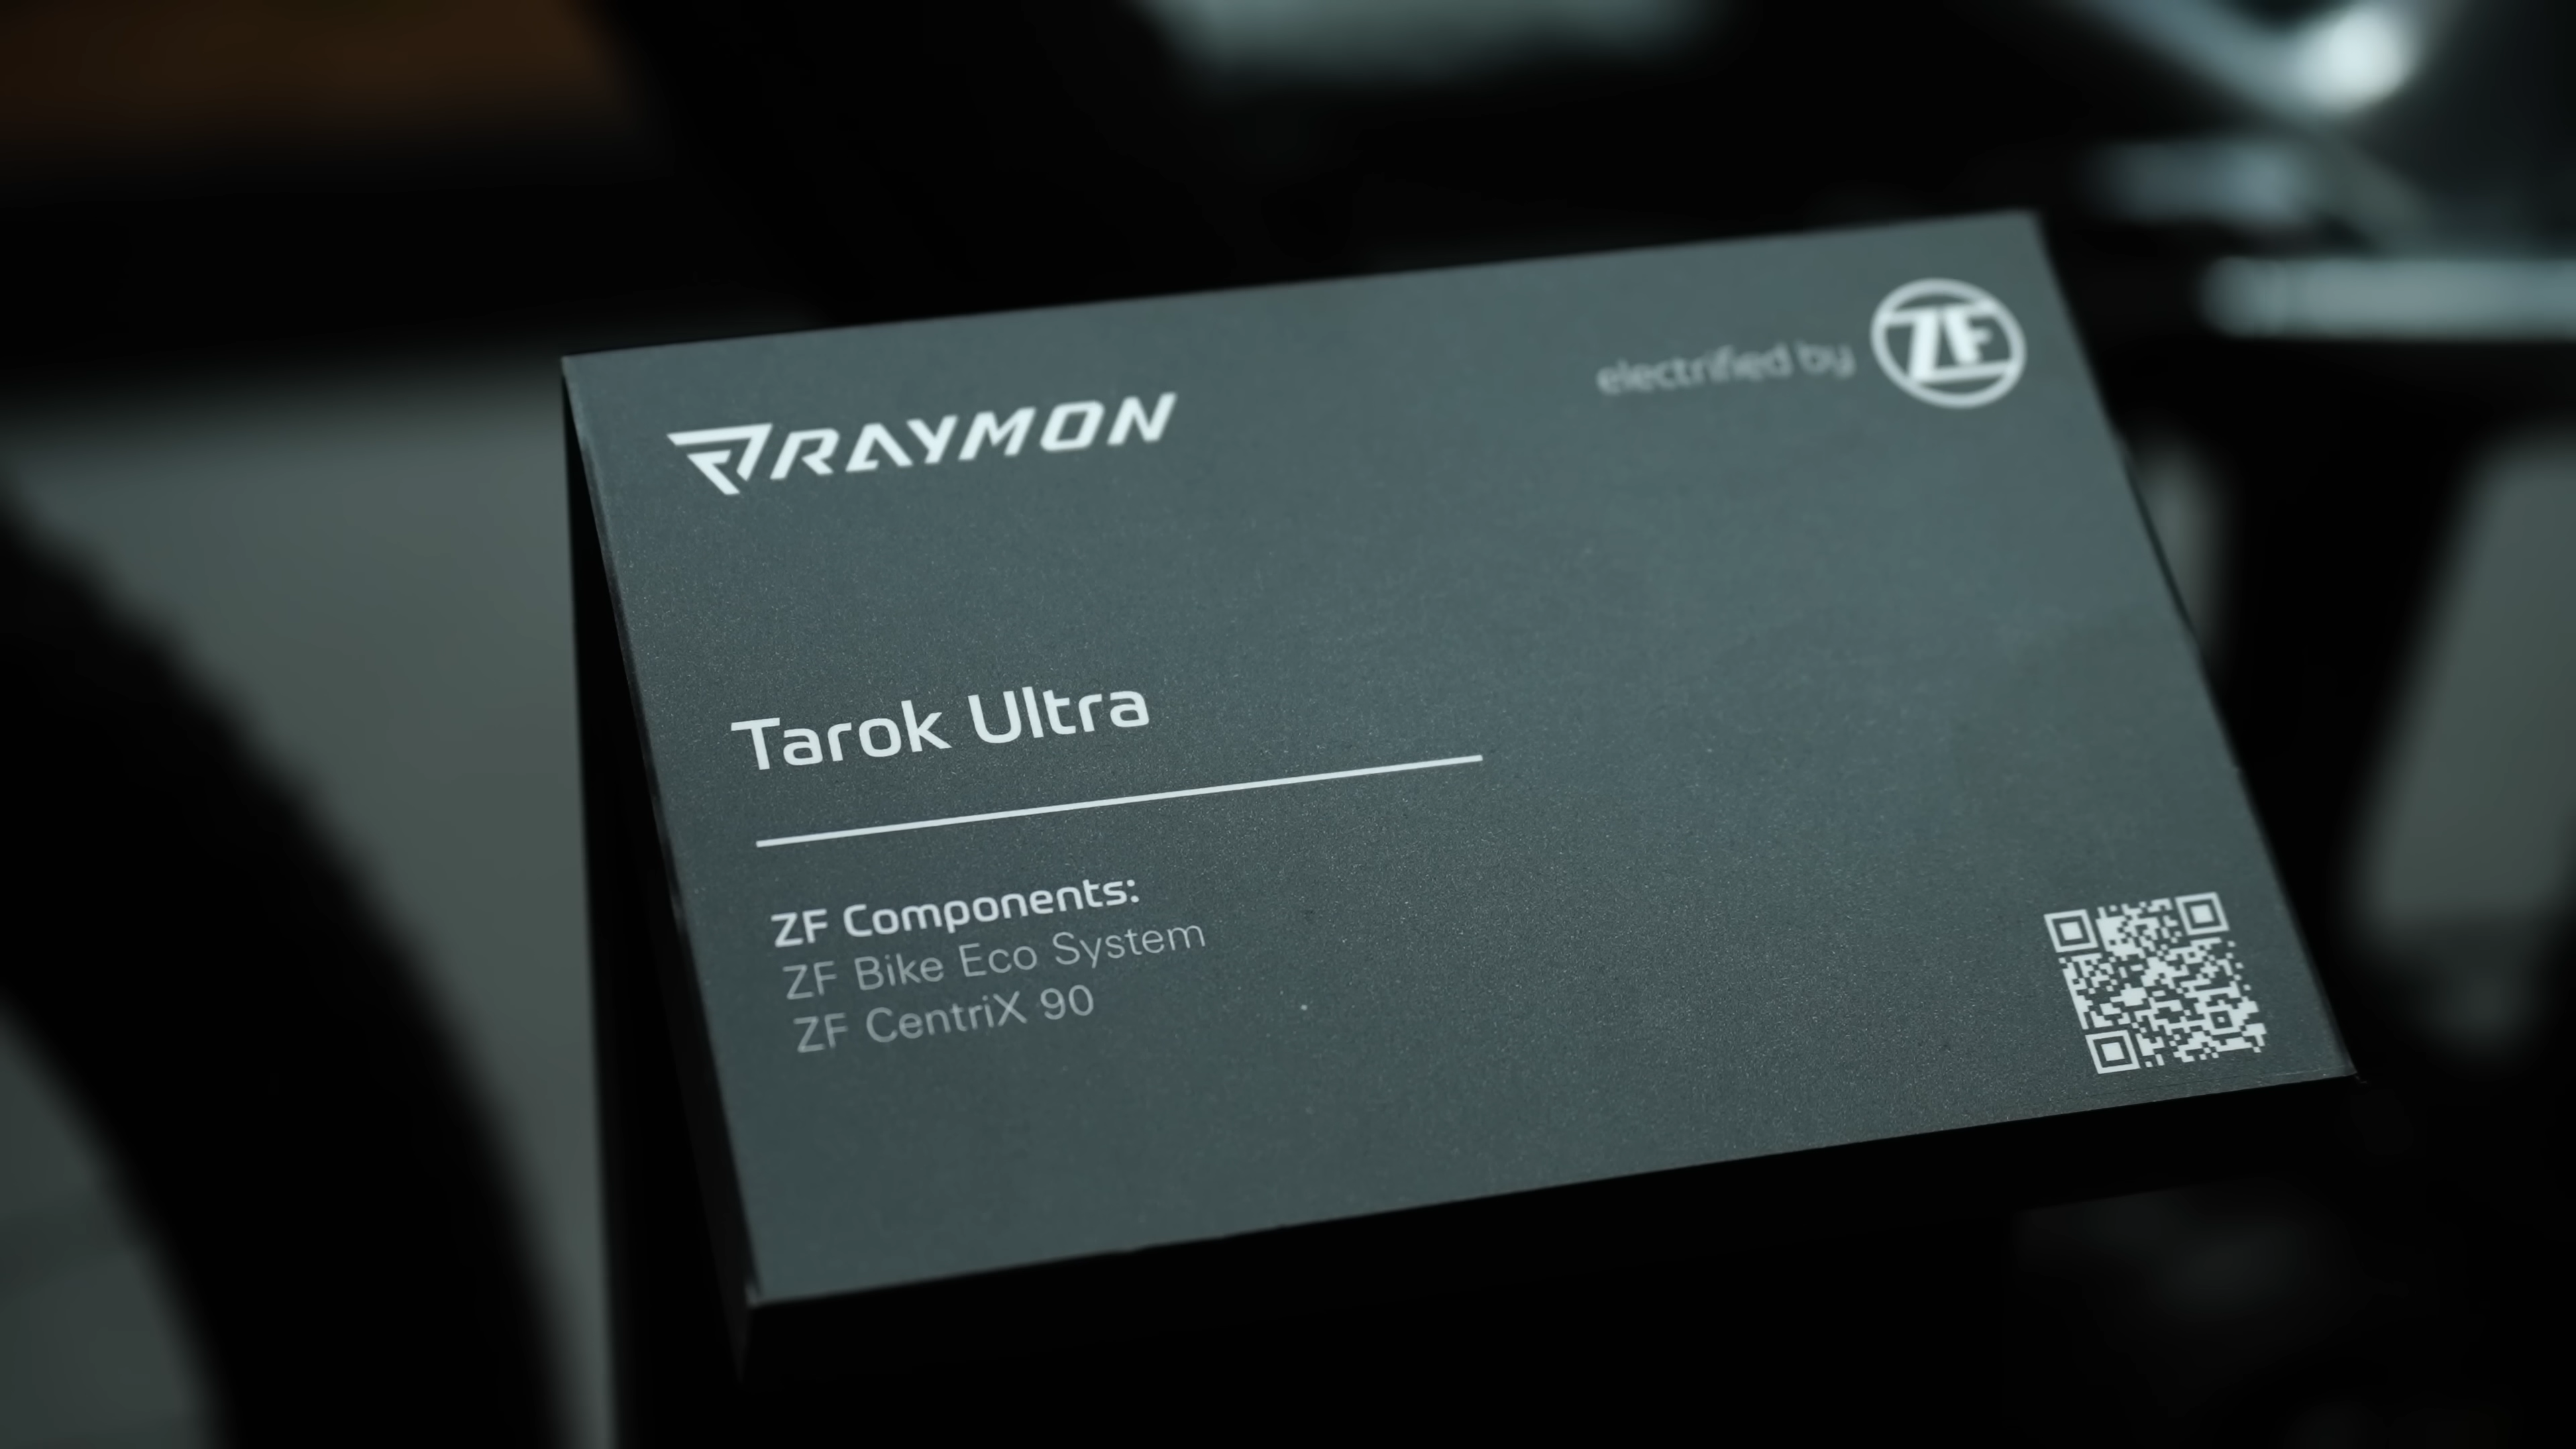 RAYMON
electrified by ZF
Tarok Ultra
ZF Components:
ZF Bike Eco System
ZF CentriX 90